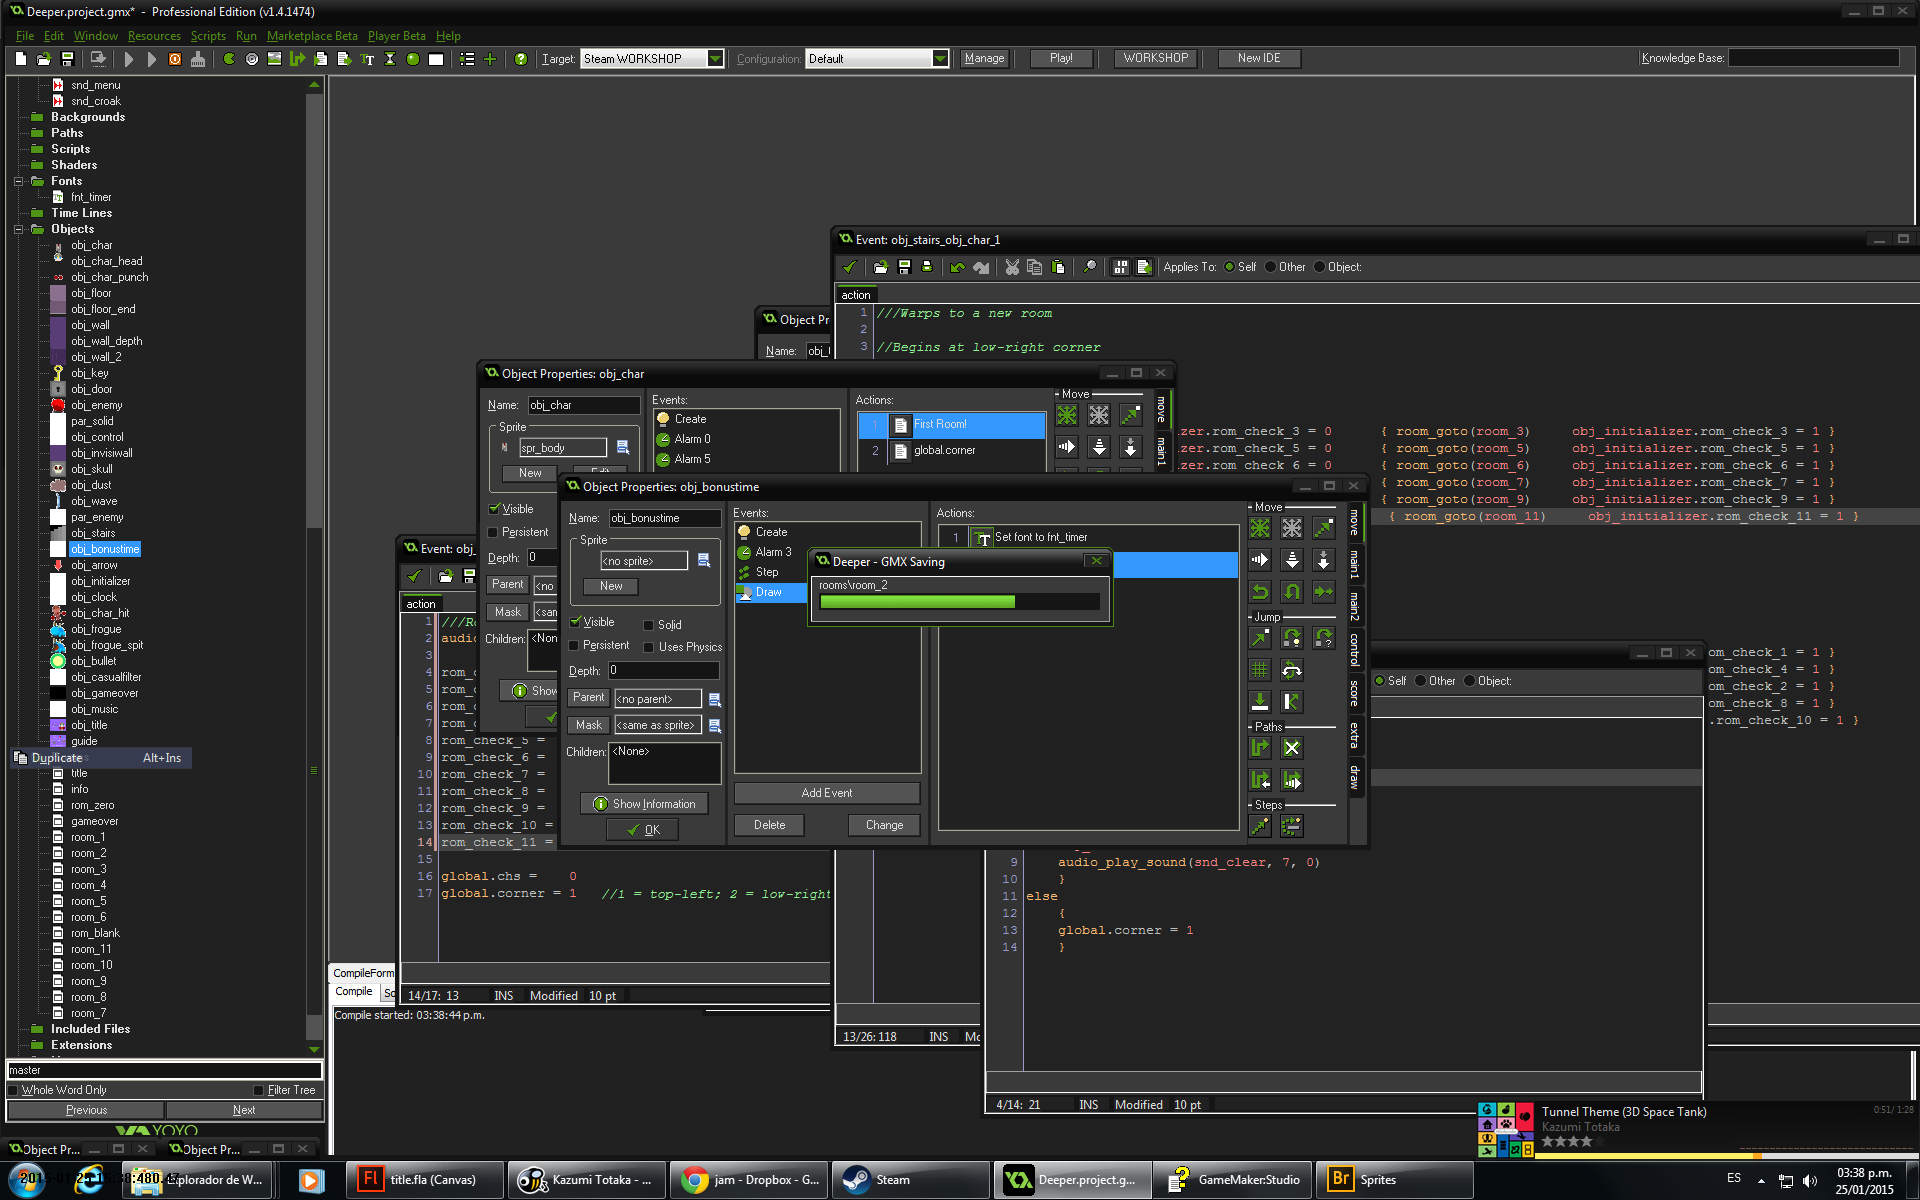 Deeper.project.gmx* - Professional Edition (v1.4.1474)
File Edit Window Resources Scripts Run Marketplace Beta Player Beta Help
Target: Steam WORKSHOP Configuration: Default Manage Play! WORKSHOP New IDE Knowledge Base:
snd_menu
snd_croak
Backgrounds
Paths
Scripts
Shaders
Fonts
fnt_timer
Time Lines
Objects
obj_char
obj_char_head
obj_char_punch
obj_floor
obj_floor_end
obj_wall
obj_wall_depth
obj_wall_2
obj_key
obj_door
obj_enemy
par_solid
obj_control
obj_invisiwall
obj_skull
obj_dust
obj_wave
par_enemy
obj_stairs
obj_bonustime
obj_arrow
obj_initializer
obj_clock
obj_char_hit
obj_frogue
obj_frogue_spit
obj_bullet
obj_casualfilter
obj_gameover
obj_music
obj_title
guide
Duplicate Alt+Ins
title
info
rom_zero
gameover
room_1
room_2
room_3
room_4
room_5
room_6
rom_blank
room_11
room_10
room_9
room_8
room_7
Included Files
Extensions
master
Whole Word Only Filter Tree
Previous Next
YOYO
Object Pr... Object Pr...
Event: obj_stairs_obj_char_1
Applies To: Self Other Object:
action
1 ///Warps to a new room
2
3 //Begins at low-right corner
Object Pr
Name: obj_
izer.rom_check_3 = 0 { room_goto(room_3) obj_initializer.rom_check_3 = 1 }
izer.rom_check_5 = 0 { room_goto(room_5) obj_initializer.rom_check_5 = 1 }
izer.rom_check_6 = 0 { room_goto(room_6) obj_initializer.rom_check_6 = 1 }
{ room_goto(room_7) obj_initializer.rom_check_7 = 1 }
{ room_goto(room_9) obj_initializer.rom_check_9 = 1 }
{ room_goto(room_11) obj_initializer.rom_check_11 = 1 }
om_check_1 = 1 }
om_check_4 = 1 }
om_check_2 = 1 }
om_check_8 = 1 }
.rom_check_10 = 1 }
13/26: 118 INS Mo
Object Properties: obj_char
Name: obj_char
Sprite
spr_body
New Edit
Visible
Persistent
Depth: 0
Parent <no
Mask <sam
Children: <Non
Show
Events:
Create
Alarm 0
Alarm 5
Actions:
1 First Room!
2 global.corner
Move
move
main1
Object Properties: obj_bonustime
Name: obj_bonustime
Sprite
<no sprite>
New
Visible Solid
Persistent Uses Physics
Depth: 0
Parent <no parent>
Mask <same as sprite>
Children: <None>
Show Information
OK
Events:
Create
Alarm 3
Step
Draw
Add Event
Delete Change
Actions:
1 Set font to fnt_timer
Move
Jump
Paths
Steps
move
main1
main2
control
score
extra
draw
Deeper - GMX Saving
rooms\room_2
Event: obj_
action
1 ///Ro
2 audio
3
4 rom_c
5 rom_c
6 rom_c
7 rom_c
8 rom_check_5 =
9 rom_check_6 =
10 rom_check_7 =
11 rom_check_8 =
12 rom_check_9 =
13 rom_check_10 =
14 rom_check_11 =
15
16 global.chs = 0
17 global.corner = 1 //1 = top-left; 2 = low-right
14/17: 13 INS Modified 10 pt
Self Other Object:
9 audio_play_sound(snd_clear, 7, 0)
10 }
11 else
12 {
13 global.corner = 1
14 }
4/14: 21 INS Modified 10 pt
CompileForm
Compile Sc
Compile started: 03:38:44 p.m.
Tunnel Theme (3D Space Tank) 0:51/ 1:28
Kazumi Totaka
Explorador de W... title.fla (Canvas) Kazumi Totaka - ... jam - Dropbox - G... Steam Deeper.project.g... GameMaker:Studio Sprites
ES 03:38 p.m.
25/01/2015